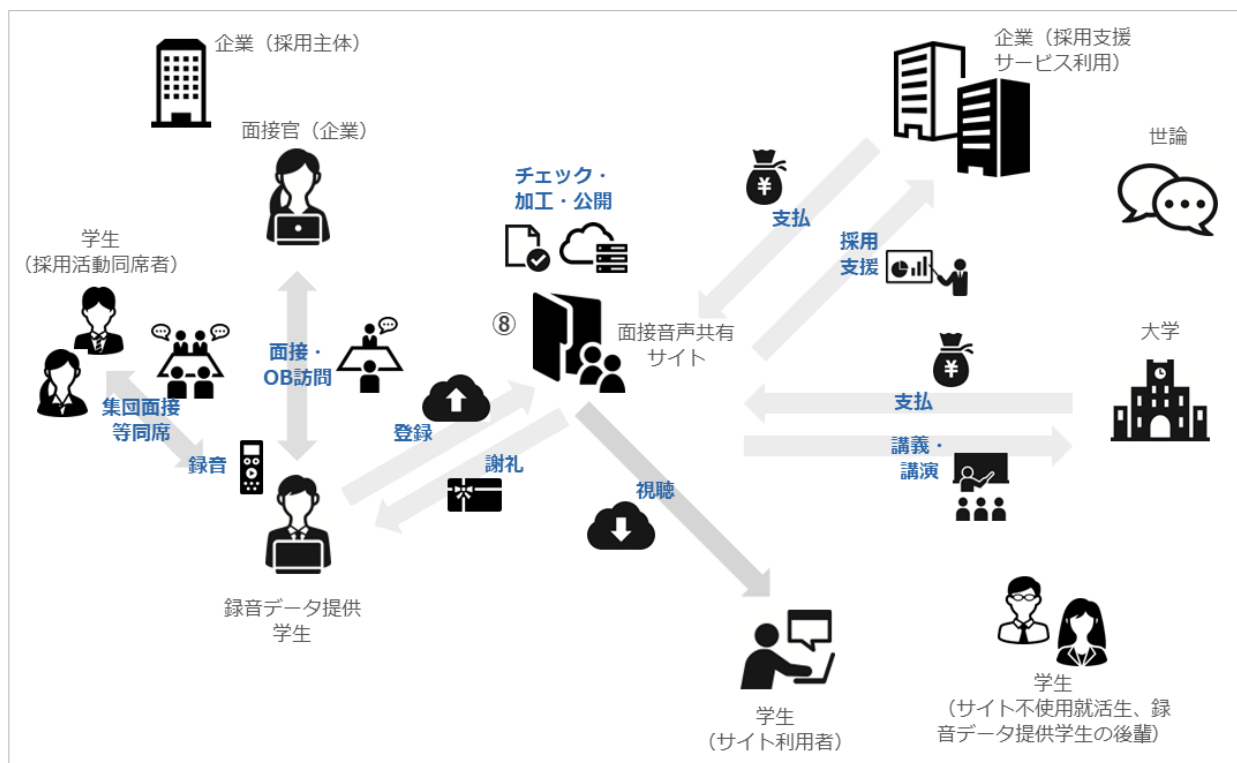 企業（採用主体）
企業（採用支援
サービス利用）
面接官（企業）
世論
チェック・
加工・公開
支払
学生
（採用活動同席者）
採用
支援
⑧
面接音声共有
サイト
大学
面接・
OB訪問
支払
集団面接
等同席
登録
講義・
講演
録音
謝礼
視聴
録音データ提供
学生
学生
（サイト利用者）
学生
（サイト不使用就活生、録
音データ提供学生の後輩）